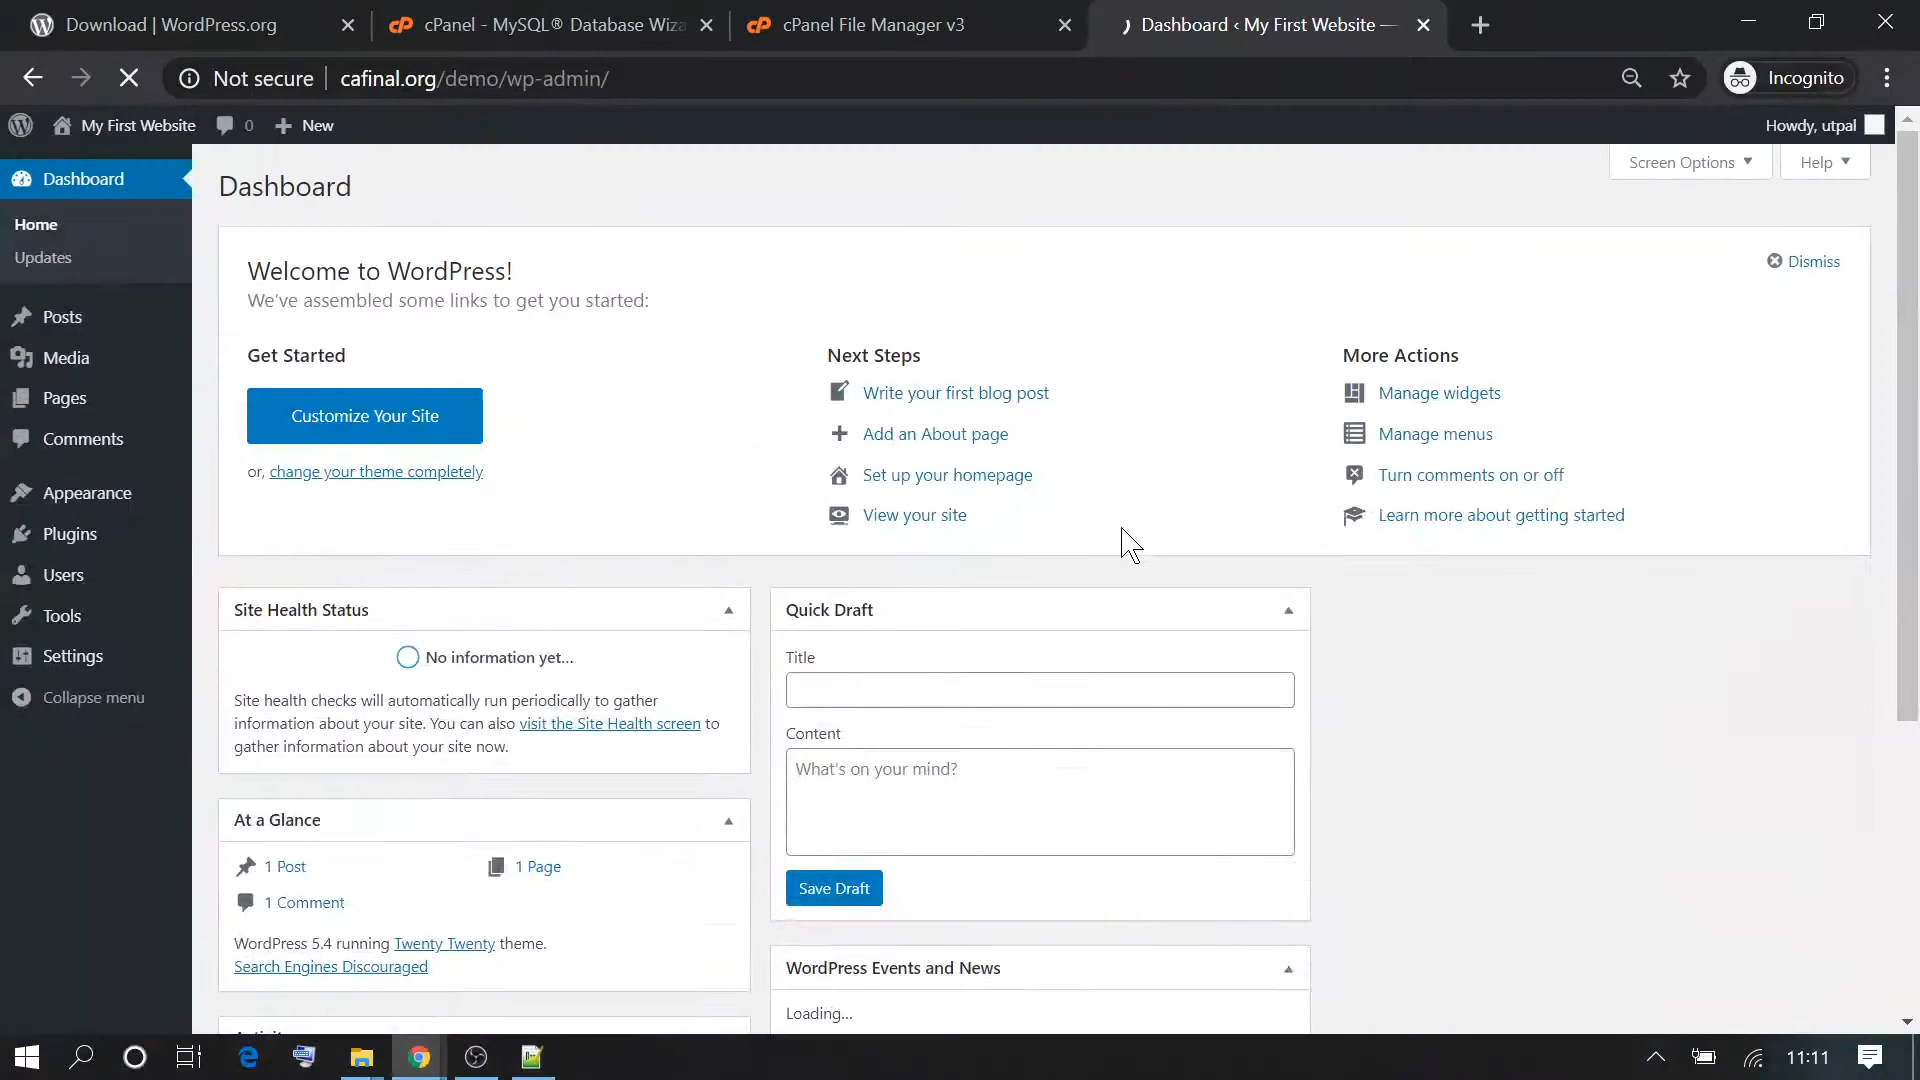 Download | WordPress.org
cPanel - MySQL® Database Wiza
cPanel File Manager v3
Dashboard ‹ My First Website —
Not secure
cafinal.org/demo/wp-admin/
Incognito
My First Website
0
New
Howdy, utpal
Dashboard
Home
Updates
Posts
Media
Pages
Comments
Appearance
Plugins
Users
Tools
Settings
Collapse menu
Screen Options
Help
Dashboard
Welcome to WordPress!
We've assembled some links to get you started:
Dismiss
Get Started
Customize Your Site
or, change your theme completely
Next Steps
Write your first blog post
Add an About page
Set up your homepage
View your site
More Actions
Manage widgets
Manage menus
Turn comments on or off
Learn more about getting started
Site Health Status
No information yet...
Site health checks will automatically run periodically to gather
information about your site. You can also visit the Site Health screen to
gather information about your site now.
At a Glance
1 Post
1 Page
1 Comment
WordPress 5.4 running Twenty Twenty theme.
Search Engines Discouraged
Quick Draft
Title
Content
What's on your mind?
Save Draft
WordPress Events and News
Loading...
11:11